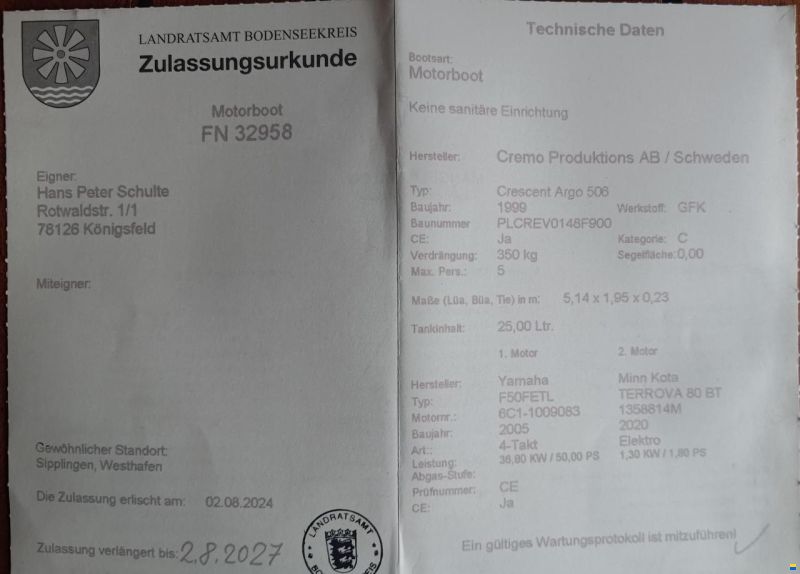 LANDRATSAMT BODENSEEKREIS
Zulassungsurkunde
Motorboot
FN 32958
Eigner:
Hans Peter Schulte
Rotwaldstr. 1/1
78126 Königsfeld
Miteigner:
Gewöhnlicher Standort:
Sipplingen, Westhafen
Die Zulassung erlischt am: 02.08.2024
Zulassung verlängert bis: 2.8.2027
LANDRATSAMT
Technische Daten
Bootsart:
Motorboot
Keine sanitäre Einrichtung
Hersteller: Cremo Produktions AB / Schweden
Typ: Crescent Argo 506
Baujahr: 1999 Werkstoff: GFK
Baunummer PLCREV0148F900
CE: Ja Kategorie: C
Verdrängung: 350 kg Segelfläche: 0,00
Max. Pers.: 5
Maße (Lüa, Büa, Tie) in m: 5,14 x 1,95 x 0,23
Tankinhalt: 25,00 Ltr.
1. Motor 2. Motor
Hersteller: Yamaha Minn Kota
Typ: F50FETL TERROVA 80 BT
Motornr.: 6C1-1009083 1358814M
Baujahr: 2005 2020
Art.: 4-Takt Elektro
Leistung: 36,80 KW / 50,00 PS 1,30 KW / 1,80 PS
Abgas-Stufe:
Prüfnummer: CE
CE: Ja
Ein gültiges Wartungsprotokoll ist mitzuführen!